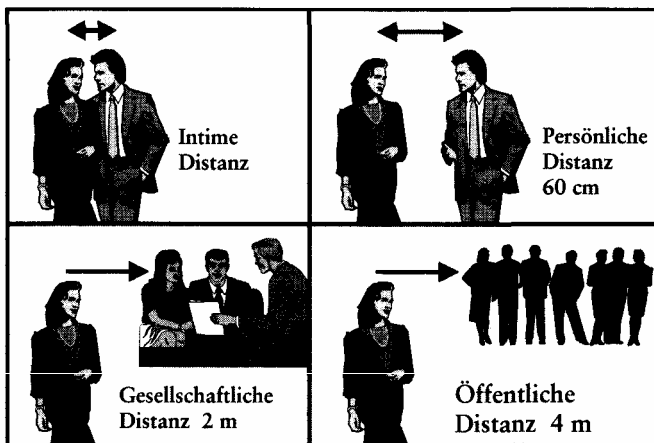 Intime
Distanz
Persönliche
Distanz
60 cm
Gesellschaftliche
Distanz 2 m
Öffentliche
Distanz 4 m